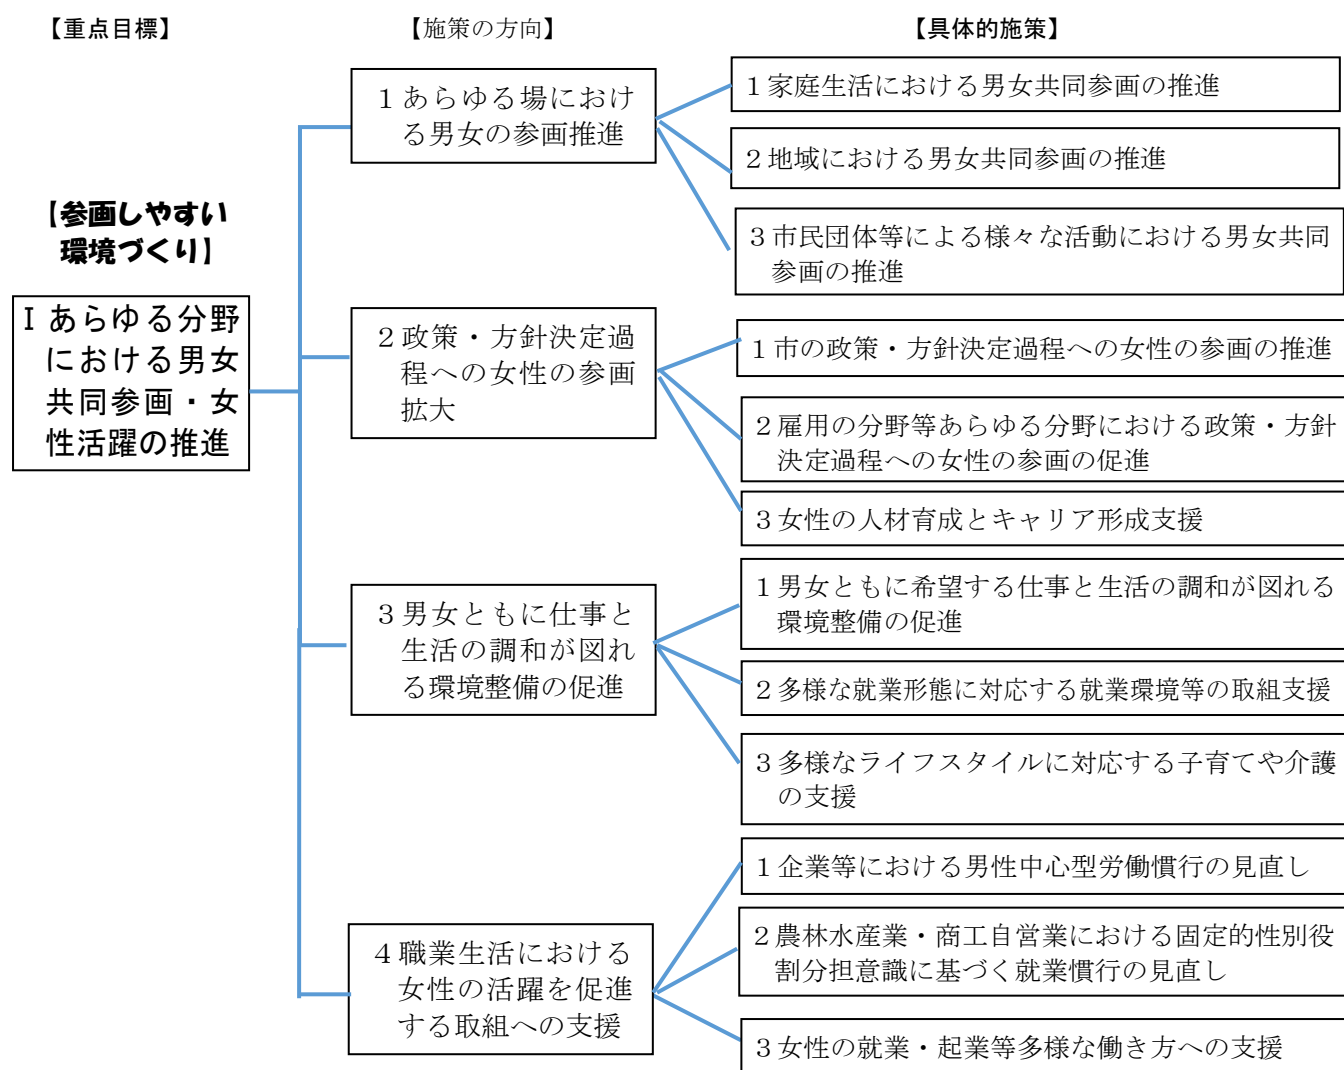 【重点目標】
【施策の方向】
【具体的施策】
【参画しやすい
環境づくり】
Ⅰ あらゆる分野
における男女
共同参画・女
性活躍の推進
１あらゆる場におけ
る男女の参画推進
１家庭生活における男女共同参画の推進
２地域における男女共同参画の推進
３市民団体等による様々な活動における男女共同
参画の推進
２政策・方針決定過
程への女性の参画
拡大
１市の政策・方針決定過程への女性の参画の推進
２雇用の分野等あらゆる分野における政策・方針
決定過程への女性の参画の促進
３女性の人材育成とキャリア形成支援
３男女ともに仕事と
生活の調和が図れ
る環境整備の促進
１男女ともに希望する仕事と生活の調和が図れる
環境整備の促進
２多様な就業形態に対応する就業環境等の取組支援
３多様なライフスタイルに対応する子育てや介護
の支援
４職業生活における
女性の活躍を促進
する取組への支援
１企業等における男性中心型労働慣行の見直し
２農林水産業・商工自営業における固定的性別役
割分担意識に基づく就業慣行の見直し
３女性の就業・起業等多様な働き方への支援